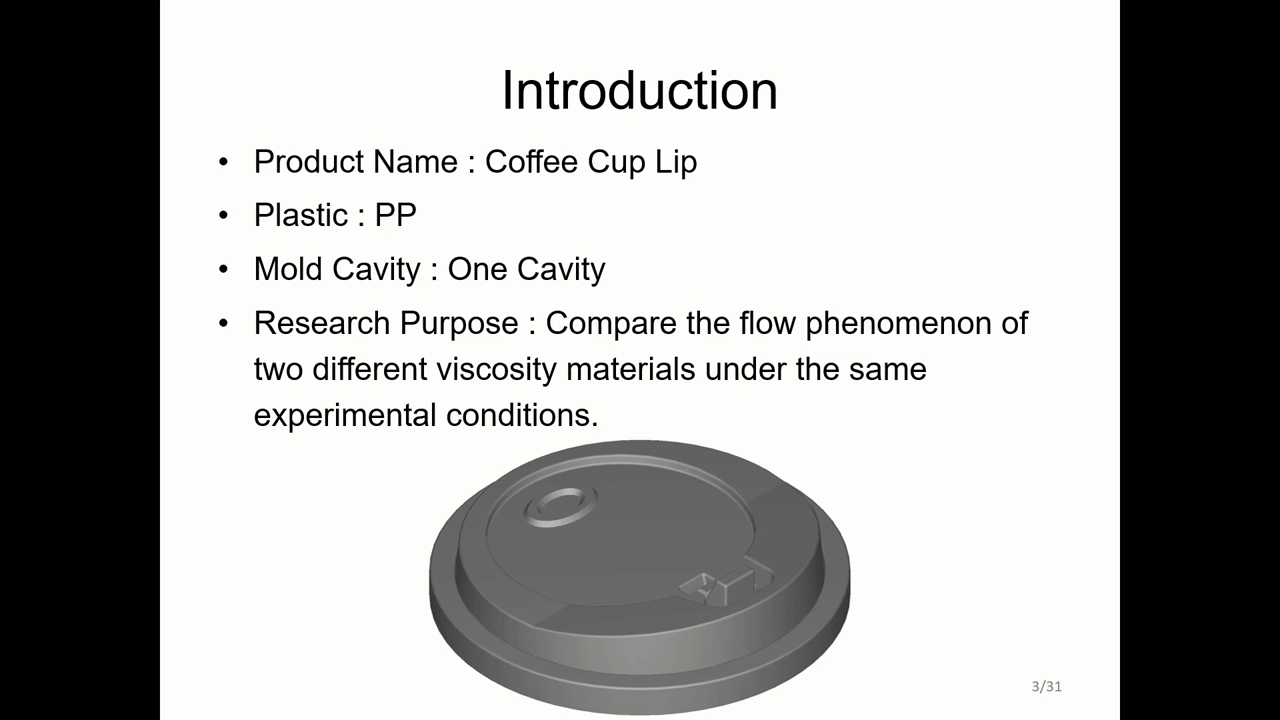 Introduction
• Product Name : Coffee Cup Lip
• Plastic : PP
• Mold Cavity : One Cavity
• Research Purpose : Compare the flow phenomenon of
two different viscosity materials under the same
experimental conditions.
3/31